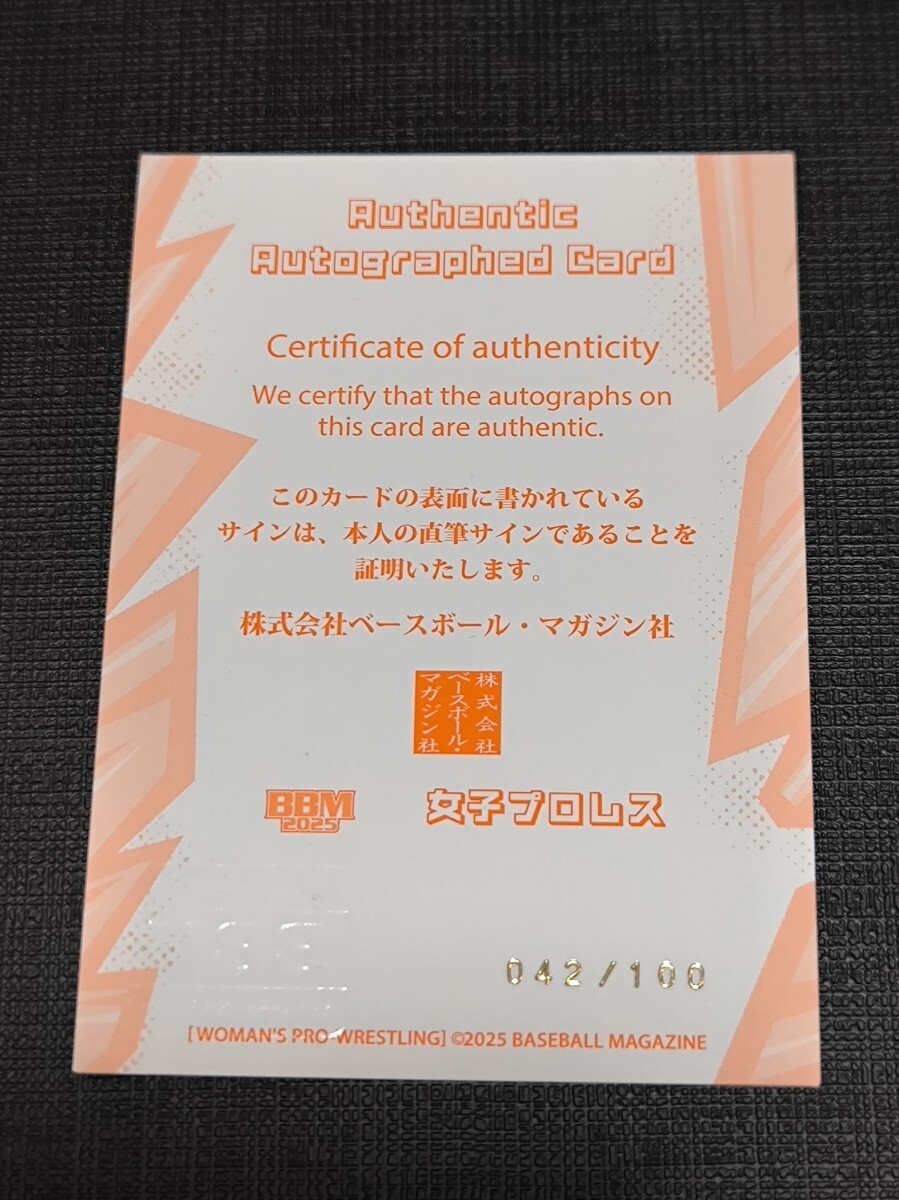 Authentic
Autographed Card
Certificate of authenticity
We certify that the autographs on
this card are authentic.
このカードの表面に書かれている
サインは、本人の直筆サインであることを
証明いたします。
株式会社ベースボール・マガジン社
株式会社
ベースボール・
マガジン社
BBM
2025
女子プロレス
042/100
[WOMAN'S PRO-WRESTLING] ©2025 BASEBALL MAGAZINE